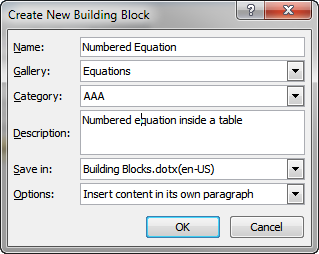 Create New Building Block
Name: Numbered Equation
Gallery: Equations
Category: AAA
Description: Numbered equation inside a table
Save in: Building Blocks.dotx(en-US)
Options: Insert content in its own paragraph
OK Cancel